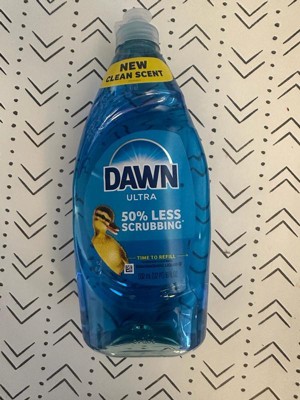 NEW
CLEAN SCENT
DAWN
ULTRA
50% LESS
SCRUBBING
TIME TO REFILL